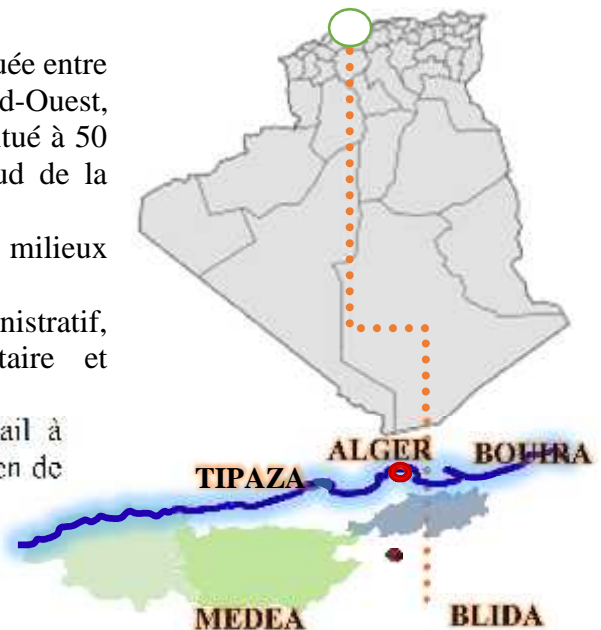 uée entre
d-Ouest,
itué à 50
ud de la
milieux
nistratif,
taire et
ail à
en de
ALGER
BOUIRA
TIPAZA
MEDEA
BLIDA